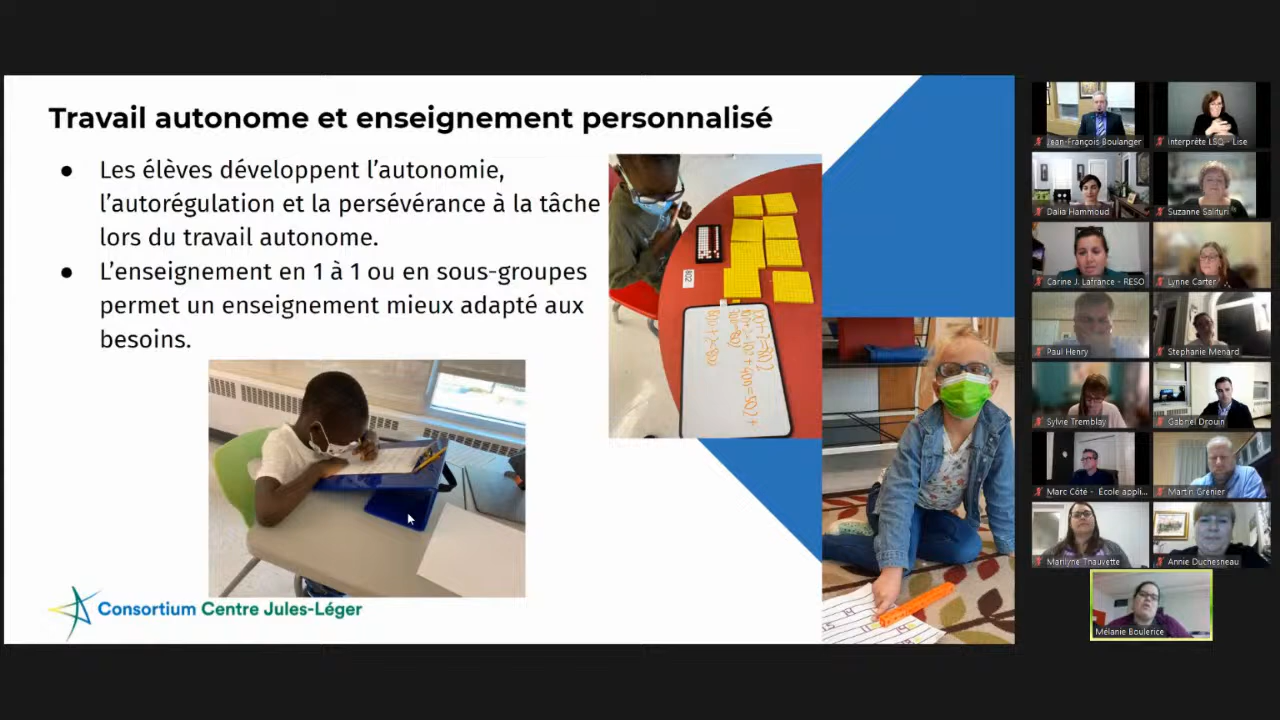 Travail autonome et enseignement personnalisé
● Les élèves développent l'autonomie,
l'autorégulation et la persévérance à la tâche
lors du travail autonome.
● L'enseignement en 1 à 1 ou en sous-groupes
permet un enseignement mieux adapté aux
besoins.
802
Consortium Centre Jules-Léger
Jean-François Boulanger
Interprète LSQ - Lise
Dalia Hammoud
Suzanne Salituri
Carine J. Lafrance - RESO
Lynne Carter
Paul Henry
Stephanie Menard
Sylvie Tremblay
Gabriel Drouin
Marc Côté - École appli...
Martin Grenier
Marilyne Thauvette
Annie Duchesneau
Mélanie Boulerice